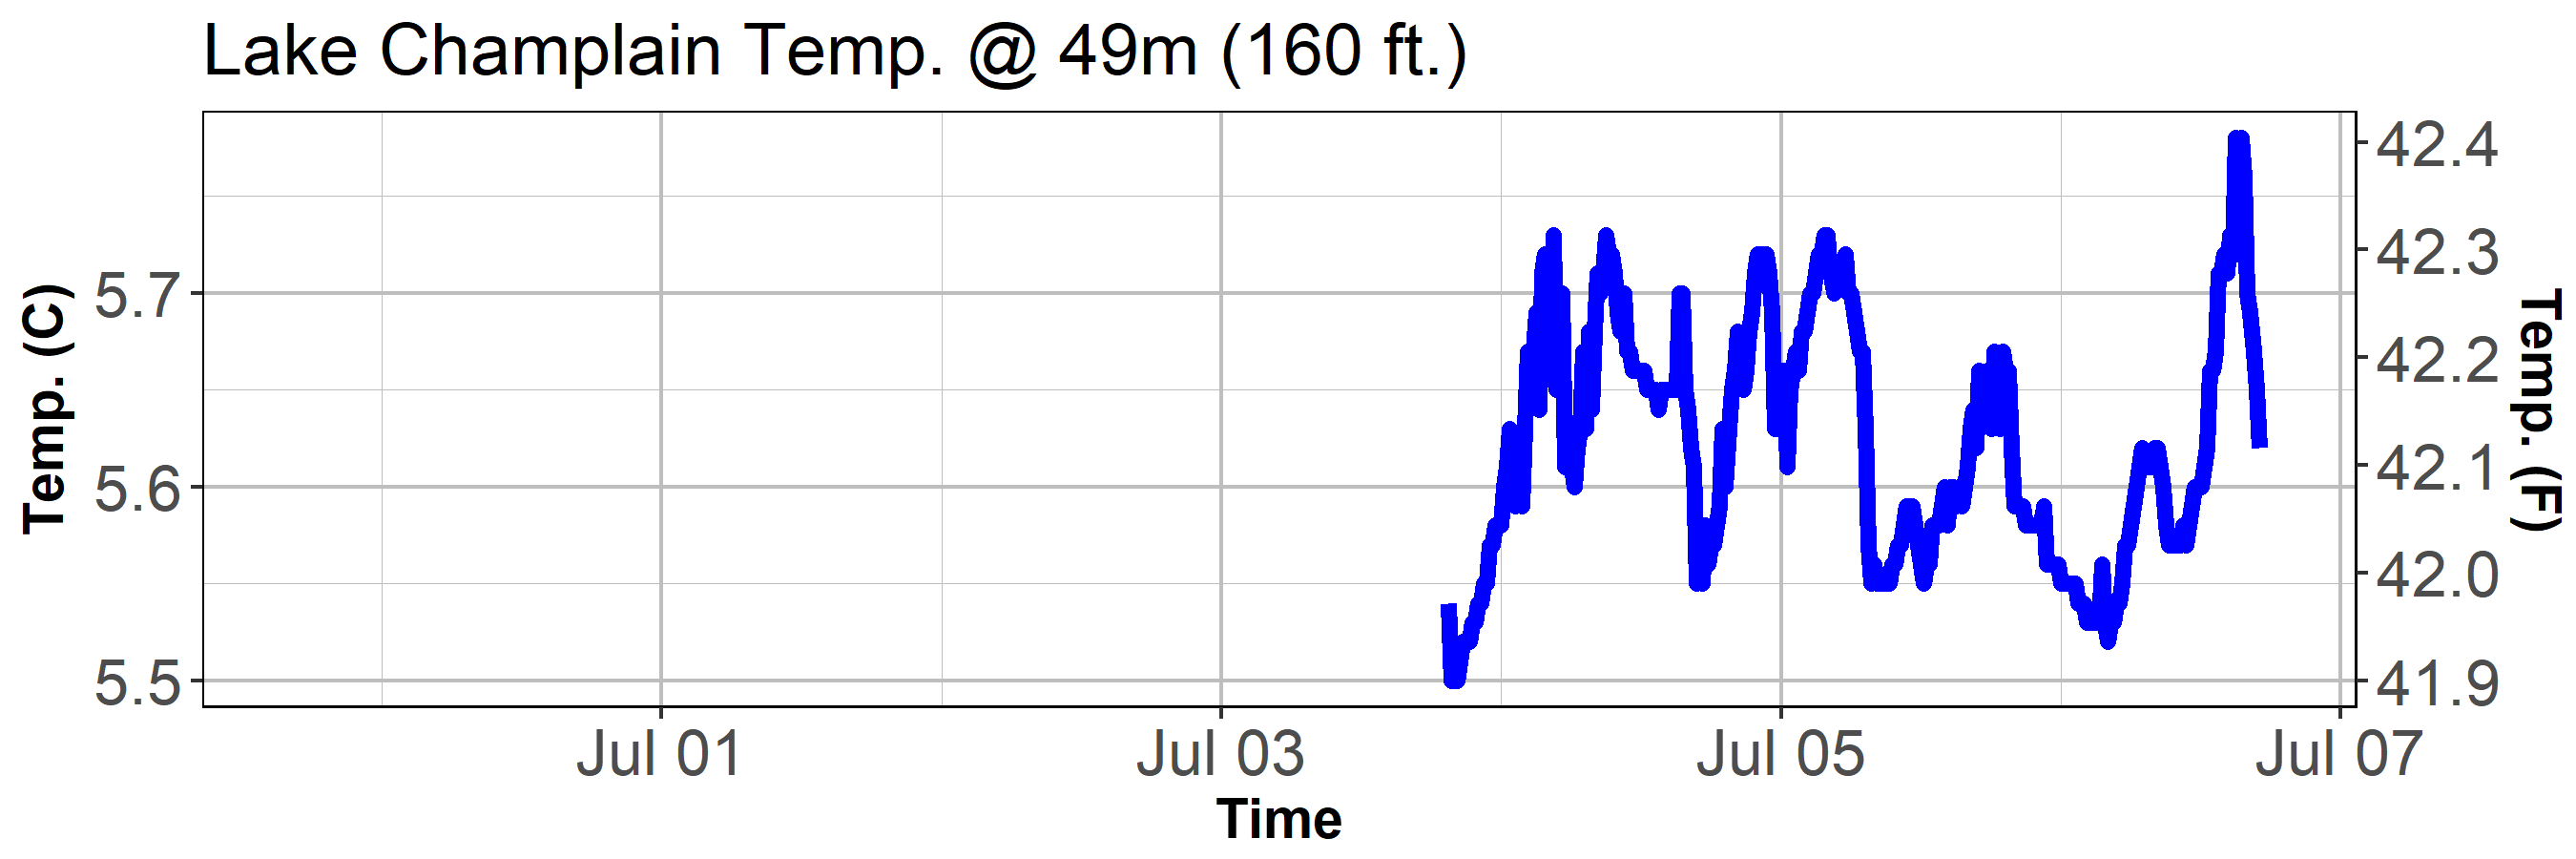 Lake Champlain Temp. @ 49m (160 ft.)
Temp. (C)
5.7
5.6
5.5
42.4
42.3
42.2
42.1
42.0
41.9
Temp. (F)
Jul 01 Jul 03 Jul 05 Jul 07
Time